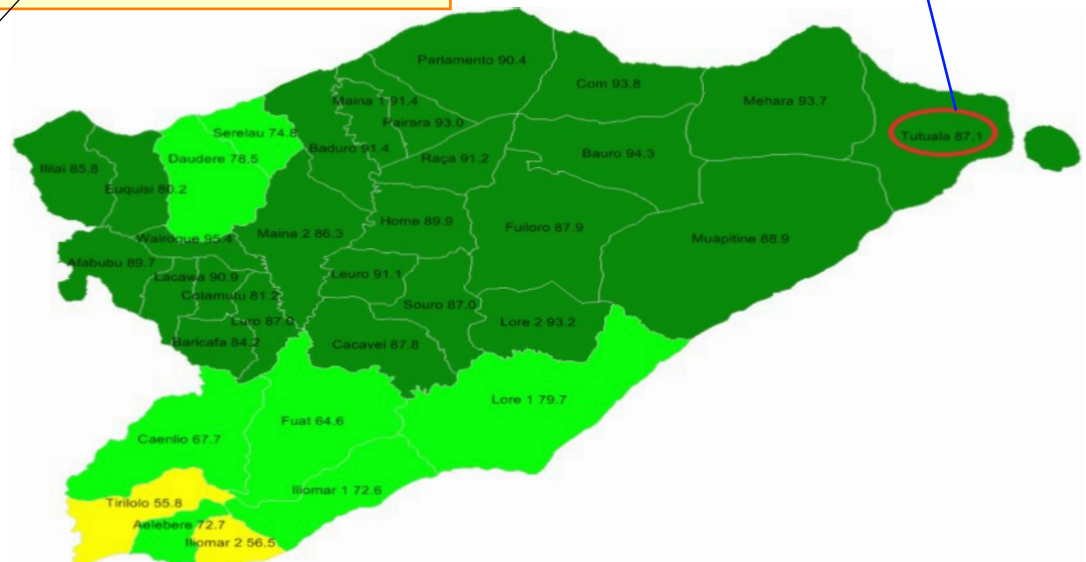 Parlamento 90.4
Com 93.8
Mehara 93.7
Maina 1 91.4
Pairara 93.0
Tutuala 87.1
Serelau 74.8
Baduro 91.4
Raça 91.2
Bauro 94.3
Daudere 78.5
Ililai 85.8
Euquisi 80.2
Home 89.9
Fuiloro 87.9
Maina 2 86.3
Wairoque 95.4
Muapitine 88.9
Afabubu 89.7
Lacawa 90.9
Leuro 91.1
Cotamutu 81.2
Souro 87.0
Luro 87.0
Lore 2 93.2
Baricafa 84.2
Cacavei 87.8
Lore 1 79.7
Fuat 64.6
Caenlio 67.7
Iliomar 1 72.6
Tirilolo 55.8
Aelebere 72.7
Iliomar 2 56.5